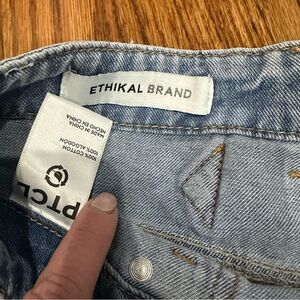 ETHIKAL BRAND
PTCL
100% COTTON
100% ALGODÓN
MADE IN CHINA
HECHO EN CHINA